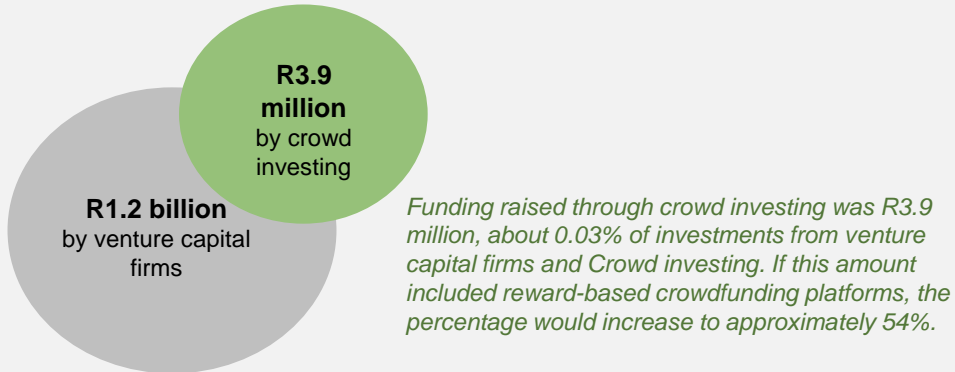 R3.9
million
by crowd
investing
R1.2 billion
by venture capital
firms
Funding raised through crowd investing was R3.9
million, about 0.03% of investments from venture
capital firms and Crowd investing. If this amount
included reward-based crowdfunding platforms, the
percentage would increase to approximately 54%.